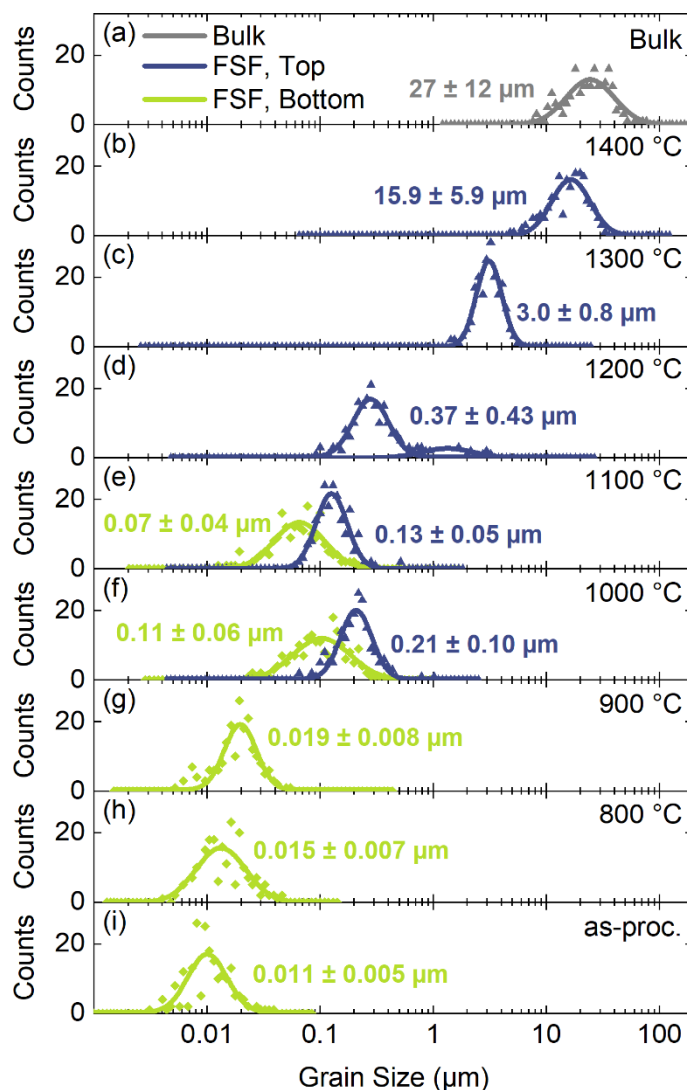 (a) Bulk Bulk
FSF, Top
FSF, Bottom
27 ± 12 µm
Counts
20
0
(b) 1400 °C
15.9 ± 5.9 µm
Counts
20
0
(c) 1300 °C
3.0 ± 0.8 µm
Counts
20
0
(d) 1200 °C
0.37 ± 0.43 µm
Counts
20
0
(e) 1100 °C
0.07 ± 0.04 µm 0.13 ± 0.05 µm
Counts
20
0
(f) 1000 °C
0.11 ± 0.06 µm 0.21 ± 0.10 µm
Counts
20
0
(g) 900 °C
0.019 ± 0.008 µm
Counts
20
0
(h) 800 °C
0.015 ± 0.007 µm
Counts
20
0
(i) as-proc.
0.011 ± 0.005 µm
Counts
20
0
0.01 0.1 1 10 100
Grain Size (µm)